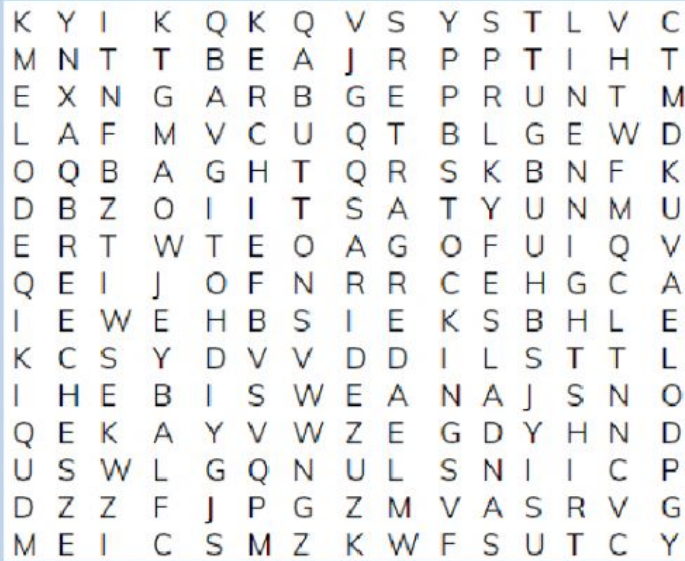 K Y I K Q K Q V S Y S T L V C
M N T T B E A J R P P T I H T
E X N G A R B G E P R U N T M
L A F M V C U Q T B L G E W D
O Q B A G H T Q R S K B N F K
D B Z O I I T S A T Y U N M U
E R T W T E O A G O F U I Q V
Q E I J O F N R R C E H G C A
I E W E H B S I E K S B H L E
K C S Y D V V D D I L S T T L
I H E B I S W E A N A J S N O
Q E K A Y V W Z E G D Y H N D
U S W L G Q N U L S N I I C P
D Z Z F J P G Z M V A S R V G
M E I C S M Z K W F S U T C Y